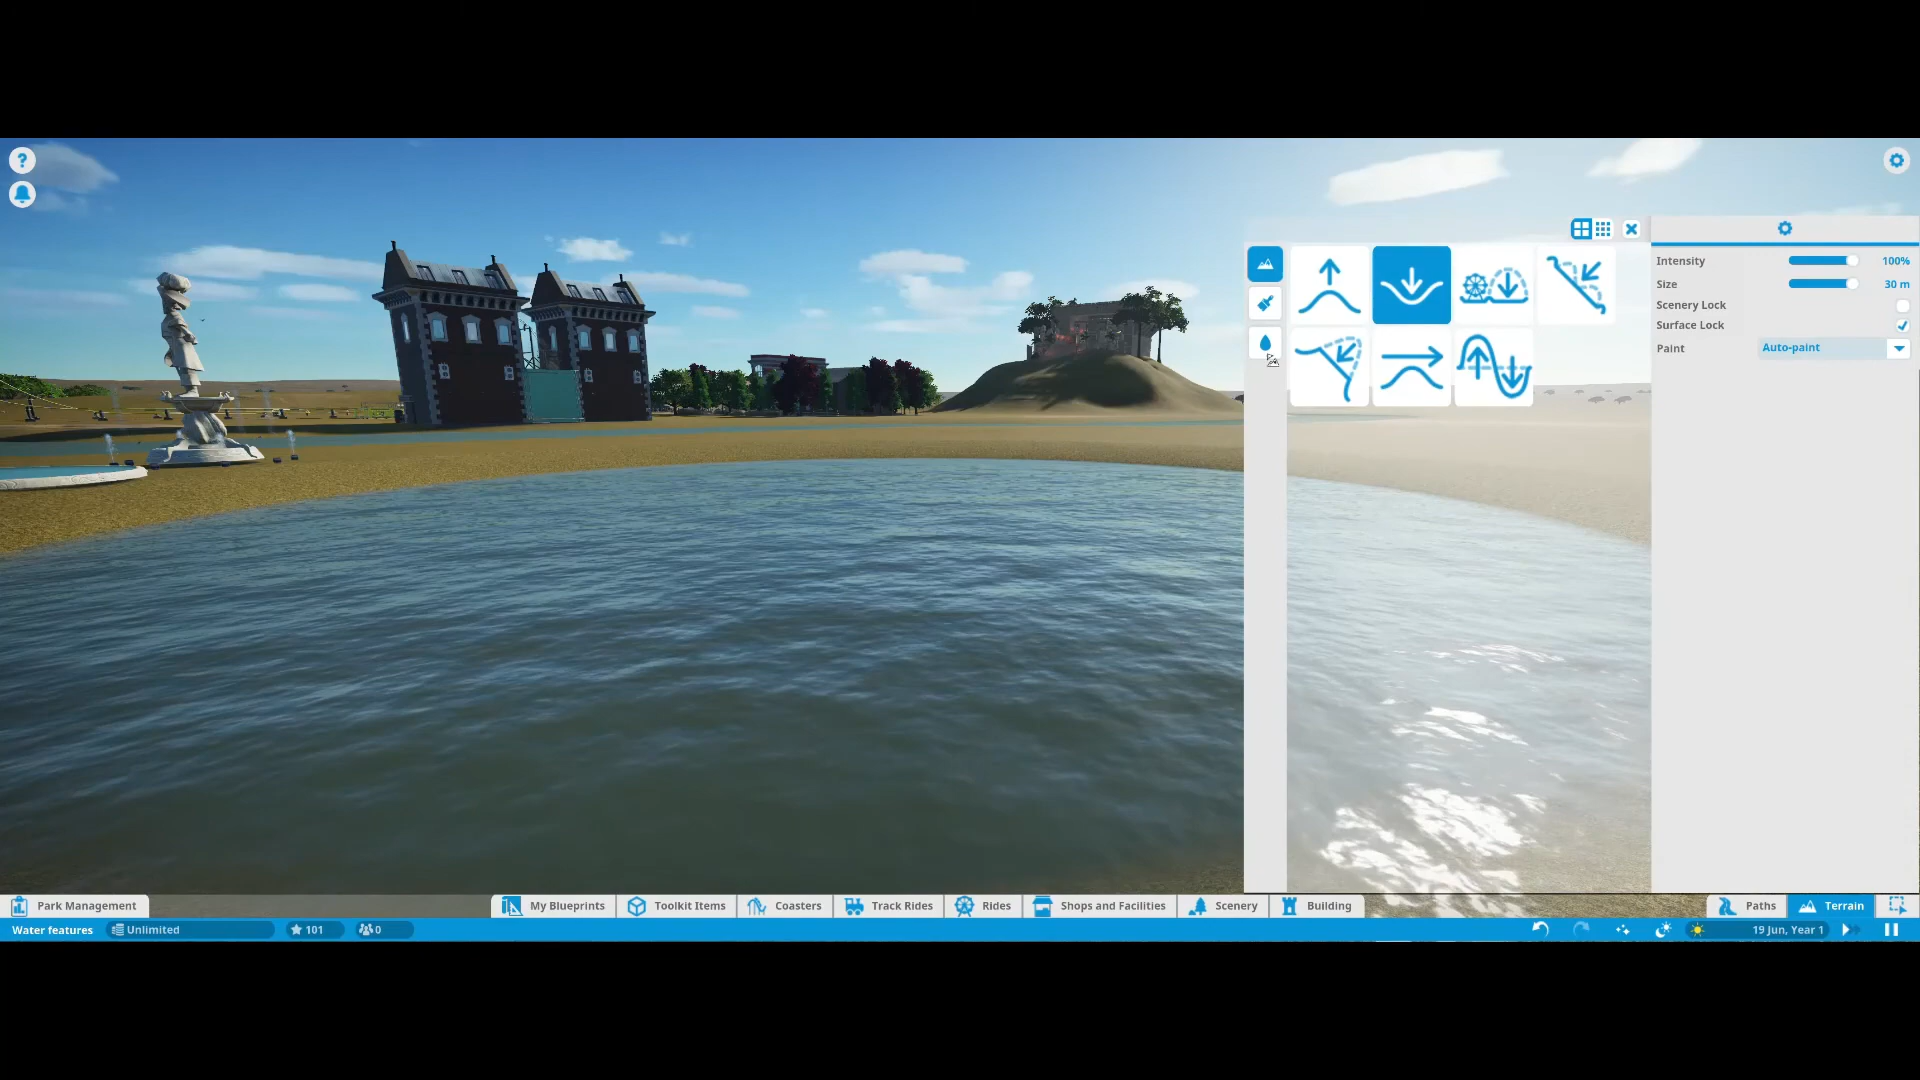 ?
Intensity 100%
Size 30 m
Scenery Lock
Surface Lock
Paint Auto-paint
Park Management My Blueprints Toolkit Items Coasters Track Rides Rides Shops and Facilities Scenery Building Paths Terrain
Water features Unlimited 101 0 19 Jun, Year 1